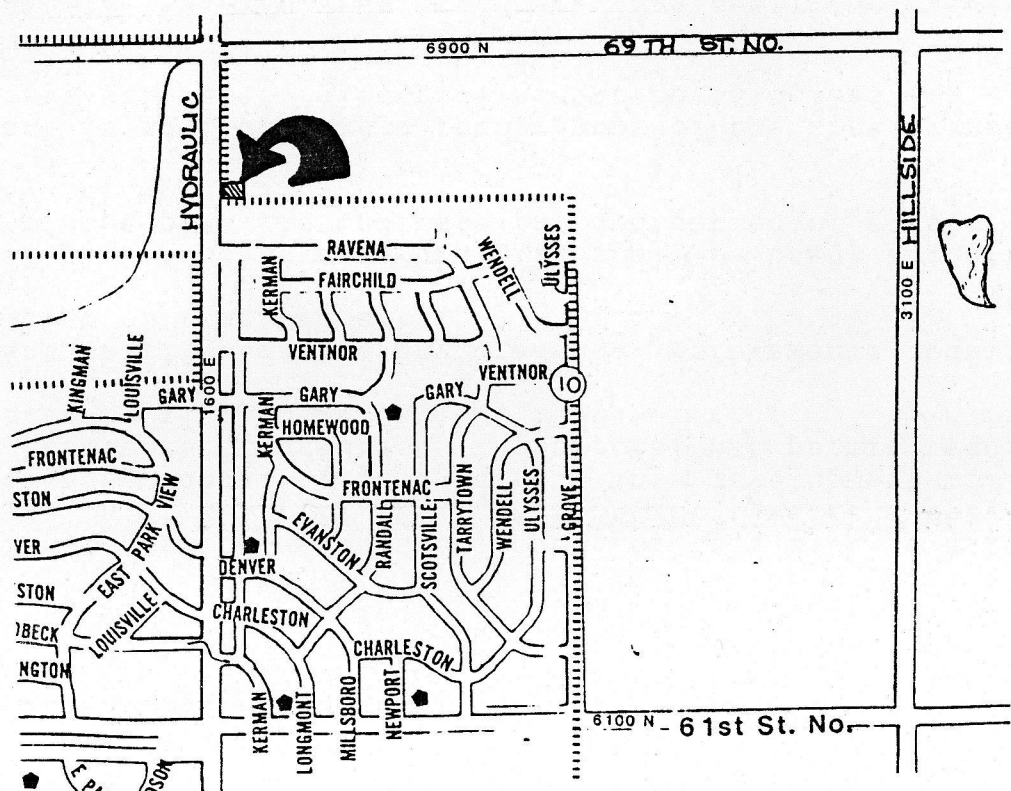 6900 N
69TH ST. NO.
HYDRAULIC
HILLSIDE
3100 E
RAVENA
WENDELL
ULYSSES
KERMAN
FAIRCHILD
VENTNOR
VENTNOR
10
KINGMAN
LOUISVILLE
GARY
1600 E
GARY
GARY
KERMAN
HOMEWOOD
FRONTENAC
STON
VIEW
FRONTENAC
RANDALL
SCOTSVILLE
TARRYTOWN
WENDELL
ULYSSES
GROVE
EVANSTON
VER
PARK
DENVER
EAST
STON
CHARLESTON
LOUISVILLE
CHARLESTON
NGTON
KERMAN
LONGMONT
MILLSBORO
NEWPORT
6100 N
61st St. No.